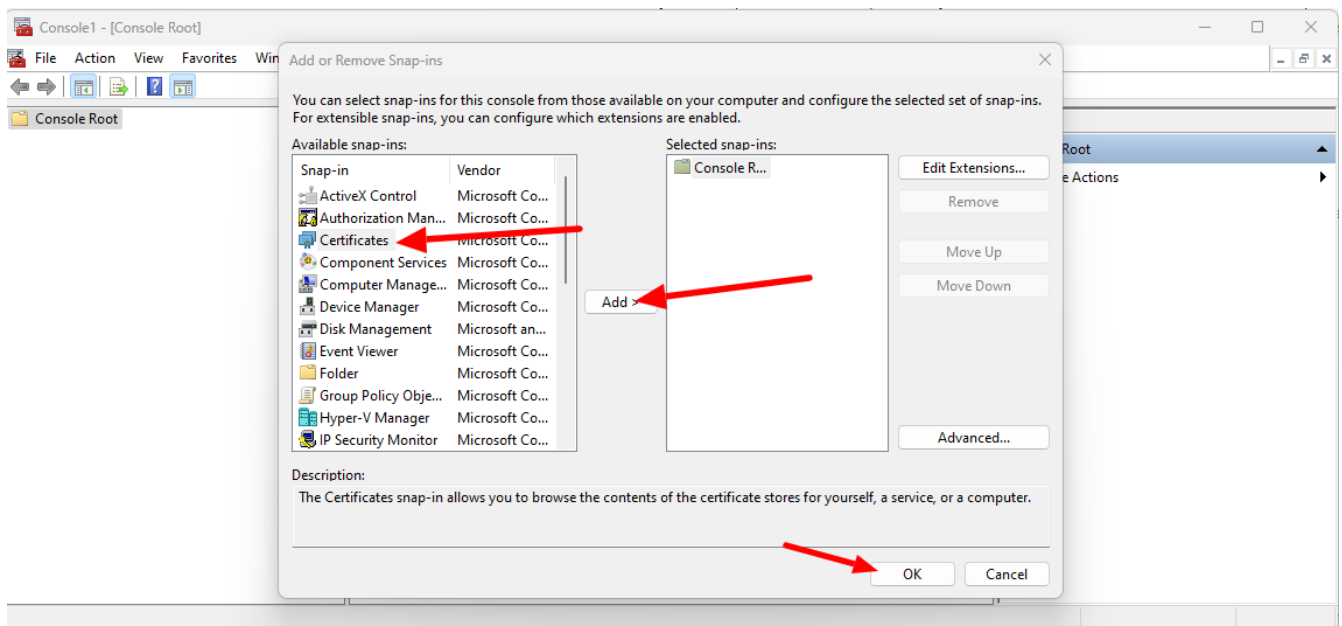 Console1 - [Console Root]
File Action View Favorites Win
Console Root
Add or Remove Snap-ins
You can select snap-ins for this console from those available on your computer and configure the selected set of snap-ins.
For extensible snap-ins, you can configure which extensions are enabled.
Available snap-ins:
Snap-in Vendor
ActiveX Control Microsoft Co...
Authorization Man... Microsoft Co...
Certificates Microsoft Co...
Component Services Microsoft Co...
Computer Manage... Microsoft Co...
Device Manager Microsoft Co...
Disk Management Microsoft an...
Event Viewer Microsoft Co...
Folder Microsoft Co...
Group Policy Obje... Microsoft Co...
Hyper-V Manager Microsoft Co...
IP Security Monitor Microsoft Co...
Add >
Selected snap-ins:
Console R...
Edit Extensions...
Remove
Move Up
Move Down
Advanced...
Description:
The Certificates snap-in allows you to browse the contents of the certificate stores for yourself, a service, or a computer.
OK Cancel
Root
e Actions